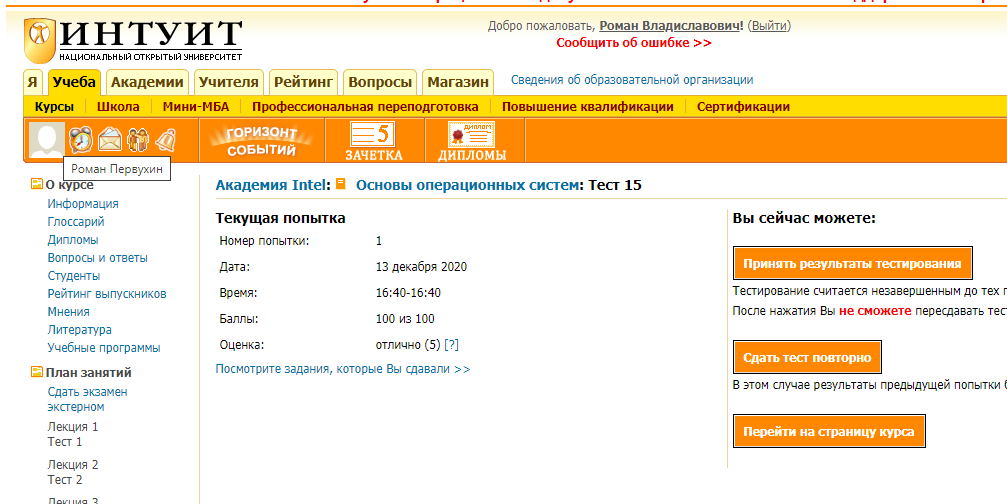 Добро пожаловать, Роман Владиславович! (Выйти)
Сообщить об ошибке >>
ИНТУИТ
НАЦИОНАЛЬНЫЙ ОТКРЫТЫЙ УНИВЕРСИТЕТ
Я Учеба Академии Учителя Рейтинг Вопросы Магазин Сведения об образовательной организации
Курсы Школа Мини-МБА Профессиональная переподготовка Повышение квалификации Сертификации
ГОРИЗОНТ СОБЫТИЙ
5 ЗАЧЕТКА
ДИПЛОМ ДИПЛОМЫ
Роман Первухин
О курсе
Информация
Глоссарий
Дипломы
Вопросы и ответы
Студенты
Рейтинг выпускников
Мнения
Литература
Учебные программы
План занятий
Сдать экзамен
экстерном
Лекция 1
Тест 1
Лекция 2
Тест 2
Лекция 3
Академия Intel: Основы операционных систем: Тест 15
Текущая попытка
Номер попытки: 1
Дата: 13 декабря 2020
Время: 16:40-16:40
Баллы: 100 из 100
Оценка: отлично (5) [?]
Посмотрите задания, которые Вы сдавали >>
Вы сейчас можете:
Принять результаты тестирования
Тестирование считается незавершенным до тех
После нажатия Вы не сможете пересдавать
Сдать тест повторно
В этом случае результаты предыдущей попытки
Перейти на страницу курса